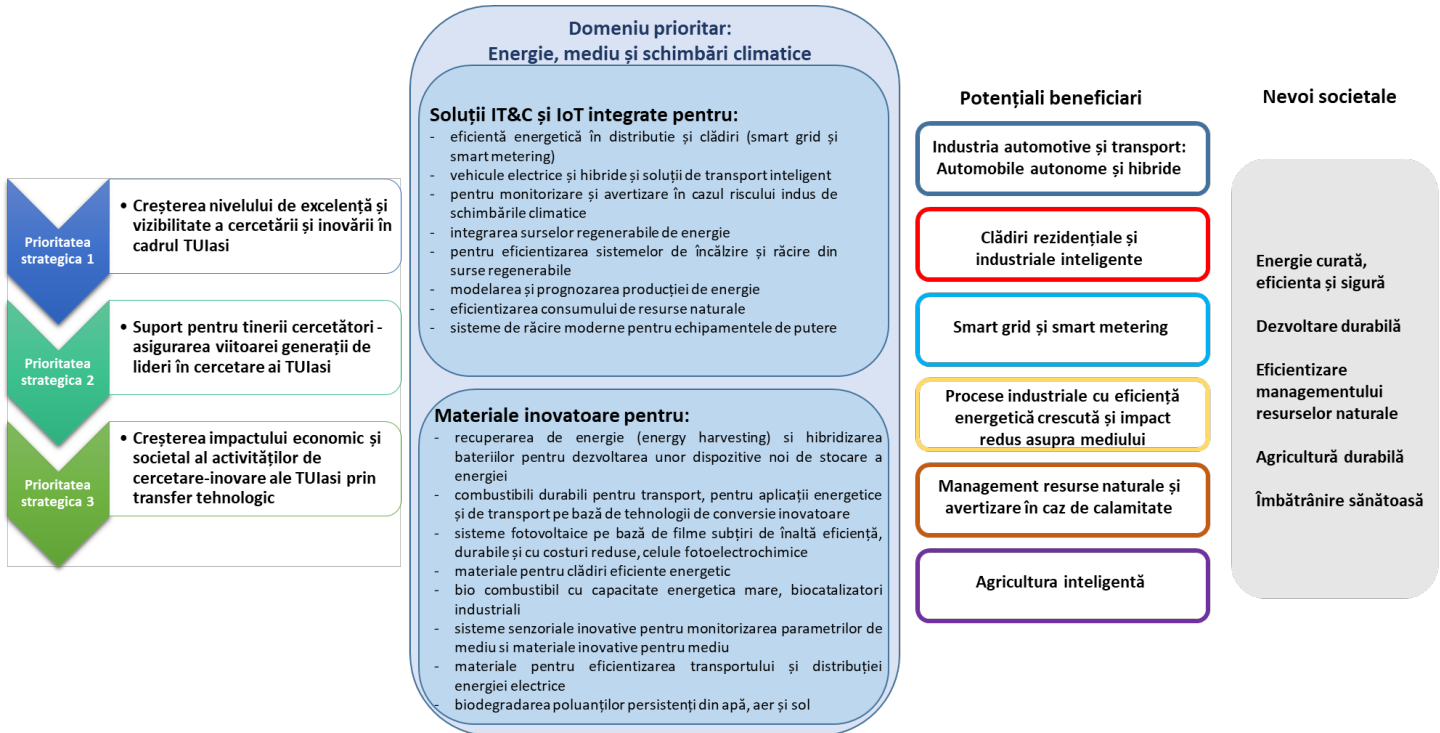 Prioritatea
strategica 1
• Creșterea nivelului de excelență și
vizibilitate a cercetării și inovării în
cadrul TUIasi
Prioritatea
strategica 2
• Suport pentru tinerii cercetători -
asigurarea viitoarei generații de
lideri în cercetare ai TUIasi
Prioritatea
strategica 3
• Creșterea impactului economic și
societal al activităților de
cercetare-inovare ale TUIasi prin
transfer tehnologic
Domeniu prioritar:
Energie, mediu și schimbări climatice
Soluții IT&C și IoT integrate pentru:
- eficientă energetică în distributie și clădiri (smart grid și
smart metering)
- vehicule electrice și hibride și soluții de transport inteligent
- pentru monitorizare și avertizare în cazul riscului indus de
schimbările climatice
- integrarea surselor regenerabile de energie
- pentru eficientizarea sistemelor de încălzire și răcire din
surse regenerabile
- modelarea și prognozarea producției de energie
- eficientizarea consumului de resurse naturale
- sisteme de răcire moderne pentru echipamentele de putere
Materiale inovatoare pentru:
- recuperarea de energie (energy harvesting) si hibridizarea
bateriilor pentru dezvoltarea unor dispozitive noi de stocare a
energiei
- combustibili durabili pentru transport, pentru aplicații energetice
și de transport pe bază de tehnologii de conversie inovatoare
- sisteme fotovoltaice pe bază de filme subțiri de înaltă eficiență,
durabile și cu costuri reduse, celule fotoelectrochimice
- materiale pentru clădiri eficiente energetic
- bio combustibil cu capacitate energetica mare, biocatalizatori
industriali
- sisteme senzoriale inovative pentru monitorizarea parametrilor de
mediu si materiale inovative pentru mediu
- materiale pentru eficientizarea transportului și distribuției
energiei electrice
- biodegradarea poluanților persistenți din apă, aer și sol
Potențiali beneficiari
Industria automotive și transport:
Automobile autonome și hibride
Clădiri rezidențiale și
industriale inteligente
Smart grid și smart metering
Procese industriale cu eficiență
energetică crescută și impact
redus asupra mediului
Management resurse naturale și
avertizare în caz de calamitate
Agricultura inteligentă
Nevoi societale
Energie curată,
eficienta și sigură
Dezvoltare durabilă
Eficientizare
managementului
resurselor naturale
Agricultură durabilă
Îmbătrânire sănătoasă